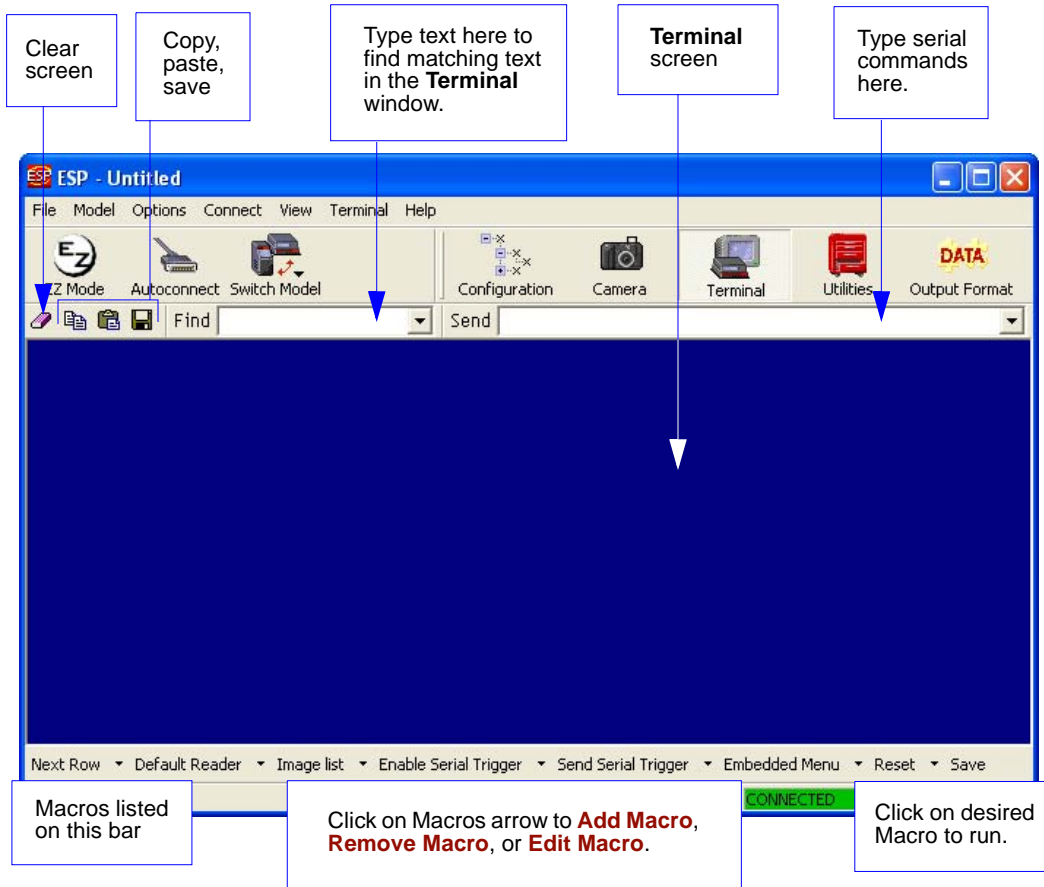 Clear
screen
Copy,
paste,
save
Type text here to
find matching text
in the Terminal
window.
Terminal
screen
Type serial
commands
here.
ESP - Untitled
File Model Options Connect View Terminal Help
EZ
EZ Mode Autoconnect Switch Model Configuration Camera Terminal Utilities DATA Output Format
Find Send
Next Row Default Reader Image list Enable Serial Trigger Send Serial Trigger Embedded Menu Reset Save
CONNECTED
Macros listed
on this bar
Click on Macros arrow to Add Macro,
Remove Macro, or Edit Macro.
Click on desired
Macro to run.